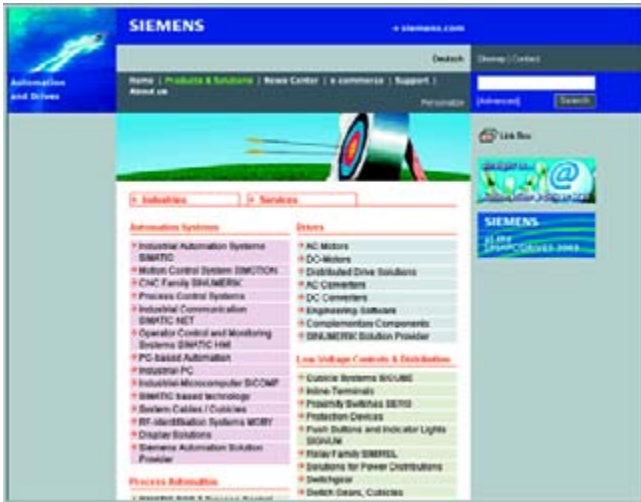 SIEMENS
siemens.com
Deutsch
Sitemap | Contact
Automation
and Drives
Home | Products & Solutions | News Center | e-commerce | Support |
About us
Personalize
[Advanced]
Search
Link Box
Industries
Services
SIEMENS
at the
Automation Systems
Industrial Automation Systems
SIMATIC
Motion Control System SIMOTION
CNC Family SINUMERIK
Process Control Systems
Industrial Communication
SIMATIC NET
Operator Control and Monitoring
Systems SIMATIC HMI
PC-based Automation
Industrial-PC
Industrial-Microcomputer SICOMP
SIMATIC based technology
System Cables / Cubicles
RF-Identification Systems MOBY
Display Solutions
Siemens Automation Solution
Provider
Process Automation
Drives
AC-Motors
DC-Motors
Distributed Drive Solutions
AC Converters
DC Converters
Engineering Software
Complementary Components
SINUMERIK Solution Provider
Low-Voltage Controls & Distribution
Cubicle Systems SICUBE
Inline-Terminals
Proximity Switches BERO
Protection Devices
Push Buttons and Indicator Lights
SIGNUM
Relay Family SIMIREL
Solutions for Power Distributions
Switchgear
Switch Gears, Cubicles